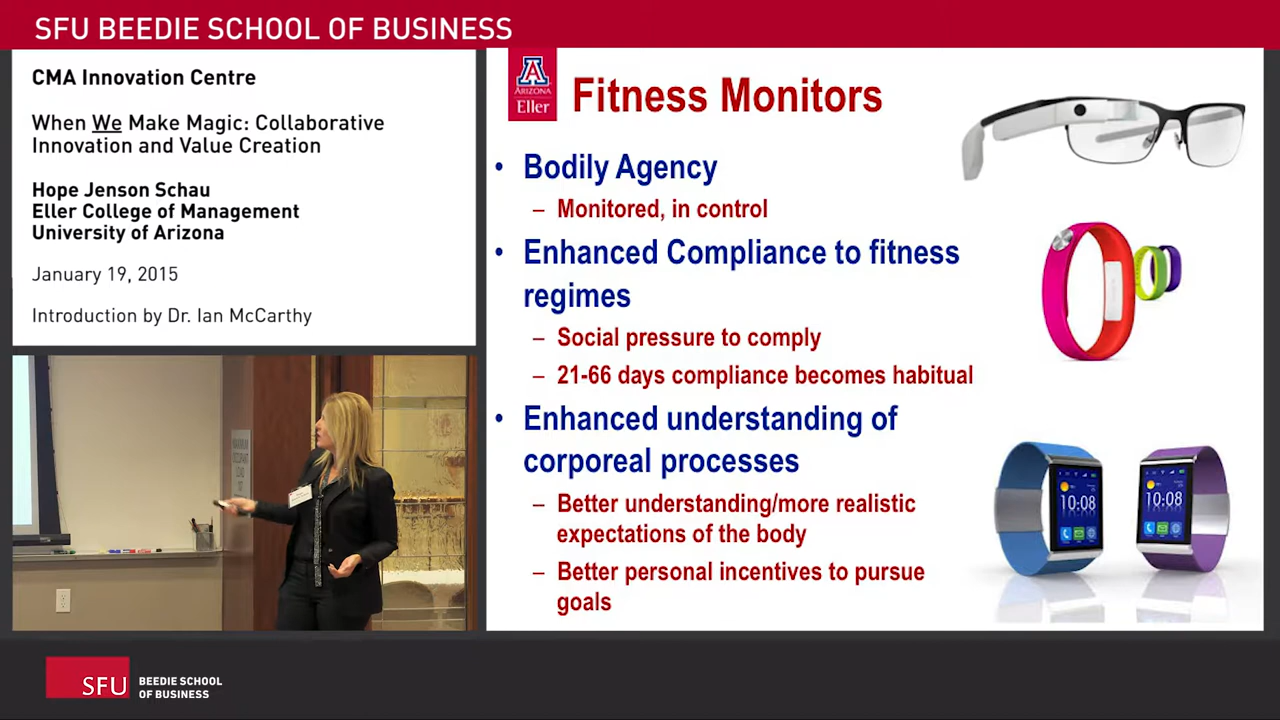 SFU BEEDIE SCHOOL OF BUSINESS
CMA Innovation Centre
When We Make Magic: Collaborative
Innovation and Value Creation
Hope Jenson Schau
Eller College of Management
University of Arizona
January 19, 2015
Introduction by Dr. Ian McCarthy
A
ARIZONA
Eller
Fitness Monitors
• Bodily Agency
– Monitored, in control
• Enhanced Compliance to fitness
regimes
– Social pressure to comply
– 21-66 days compliance becomes habitual
• Enhanced understanding of
corporeal processes
– Better understanding/more realistic
expectations of the body
– Better personal incentives to pursue
goals
10:08
10:08
SFU
BEEDIE SCHOOL
OF BUSINESS